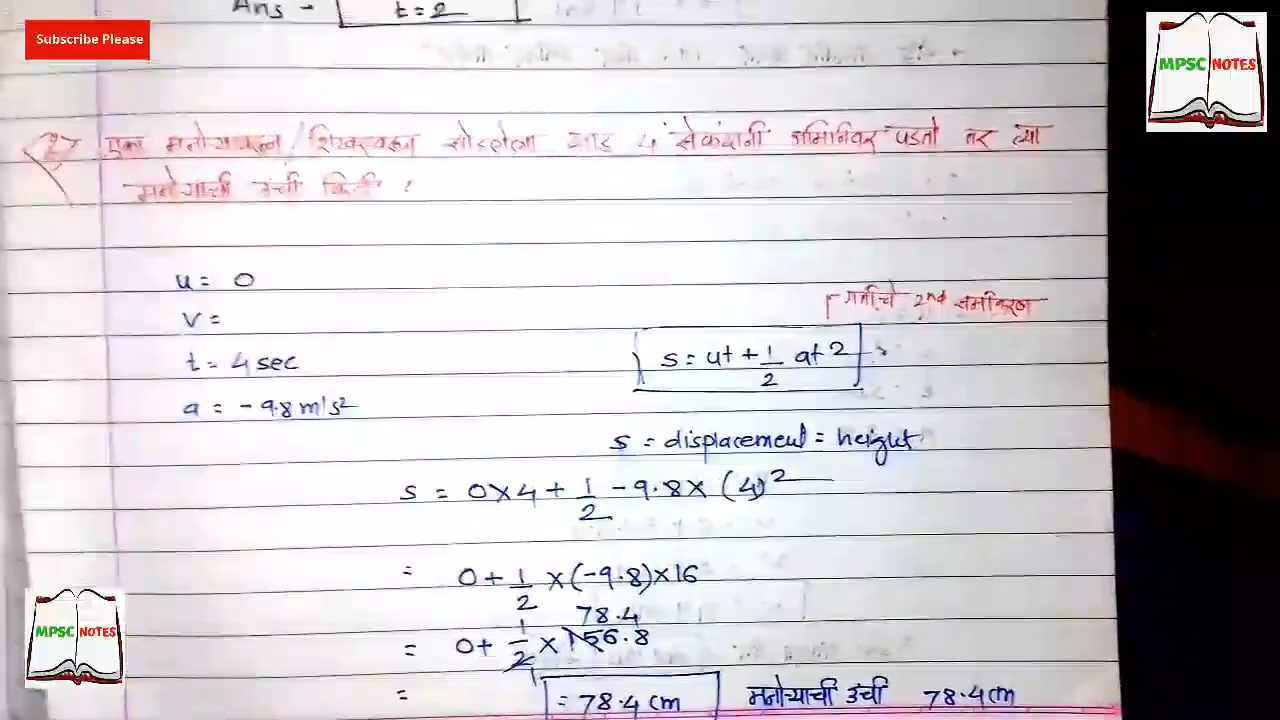 Ans - t = 2
Subscribe Please
MPSC NOTES
2) एका मनोऱ्यावरून / शिखरावरून सोडलेला जाड 4 सेकंदांनी जमिनिवर पडतो तर त्या
मनोऱ्याची उंची किती ?
u = 0
गतीचे 2nd समीकरण
v =
t = 4 sec
s = ut + 1/2 at 2
a = -9.8 m/s²
s = displacement = height
s = 0 x 4 + 1/2 - 9.8 x (4)²
= 0 + 1/2 x (-9.8) x 16
78.4
= 0 + 1/2 x 156.8
MPSC NOTES
= = 78.4 cm मनोऱ्याची उंची 78.4 cm